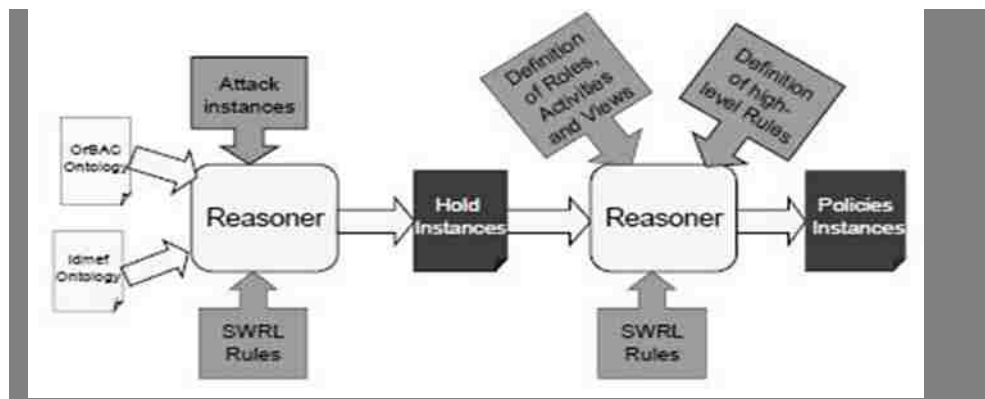 Attack
instances
OrBAC
Ontology
Idmef
Ontology
Reasoner
SWRL
Rules
Hold
Instances
Definition
of Roles,
Activities
and Views
Definition
of high-
level Rules
Reasoner
SWRL
Rules
Policies
Instances